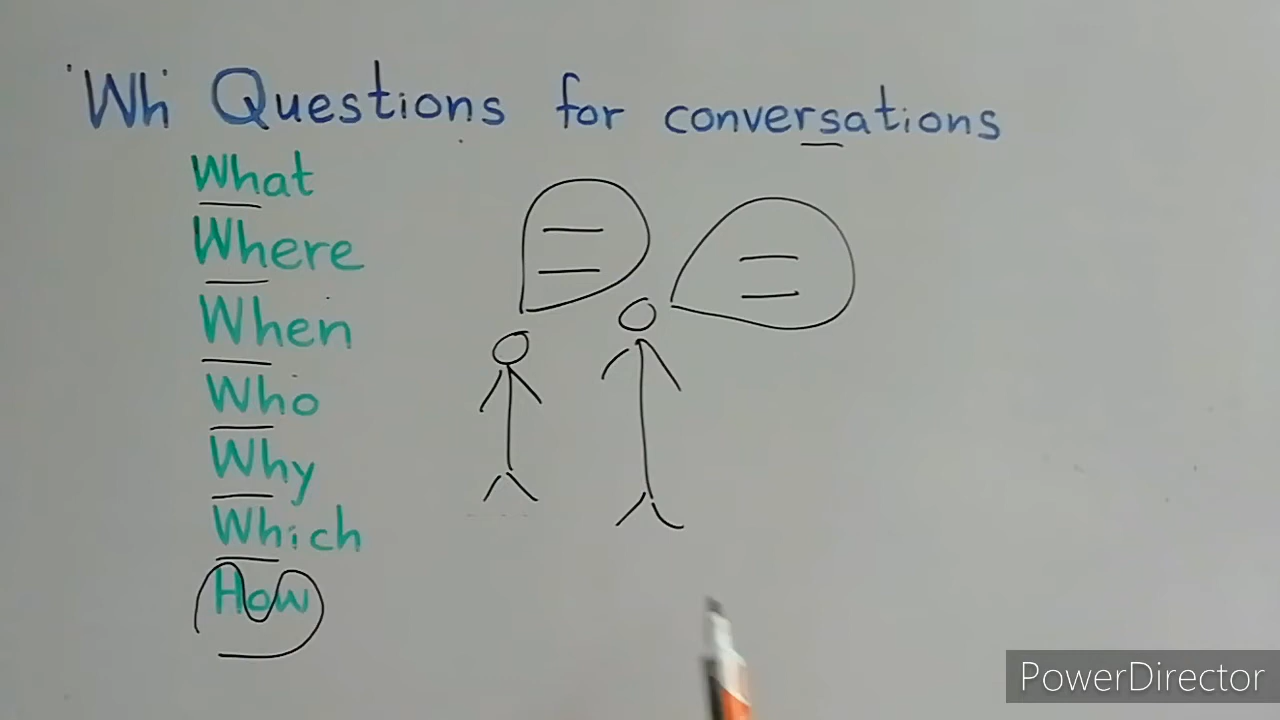 'Wh' Questions for conversations
What
Where
When
Who
Why
Which
How
PowerDirector